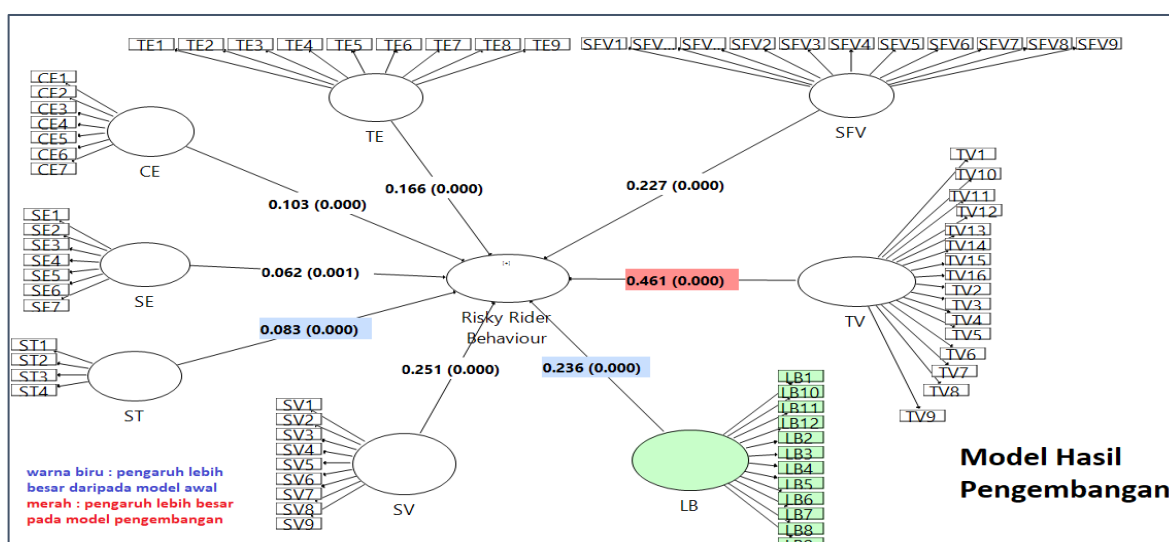 TE1 TE2 TE3 TE4 TE5 TE6 TE7 TE8 TE9
SFV1 SFV... SFV... SFV2 SFV3 SFV4 SFV5 SFV6 SFV7 SFV8 SFV9
CE1
CE2
CE3
CE4
CE5
CE6
CE7
CE
TE
SFV
0.166 (0.000)
0.227 (0.000)
0.103 (0.000)
TV1
TV10
TV11
TV12
TV13
TV14
TV15
TV16
TV2
TV3
TV4
TV5
TV6
TV7
TV8
TV9
TV
SE1
SE2
SE3
SE4
SE5
SE6
SE7
SE
0.062 (0.001)
[+]
0.461 (0.000)
Risky Rider
Behaviour
0.083 (0.000)
ST1
ST2
ST3
ST4
ST
0.251 (0.000)
0.236 (0.000)
SV1
SV2
SV3
SV4
SV5
SV6
SV7
SV8
SV9
SV
LB1
LB10
LB11
LB12
LB2
LB3
LB4
LB5
LB6
LB7
LB8
LB
warna biru : pengaruh lebih
besar daripada model awal
merah : pengaruh lebih besar
pada model pengembangan
Model Hasil
Pengembangan